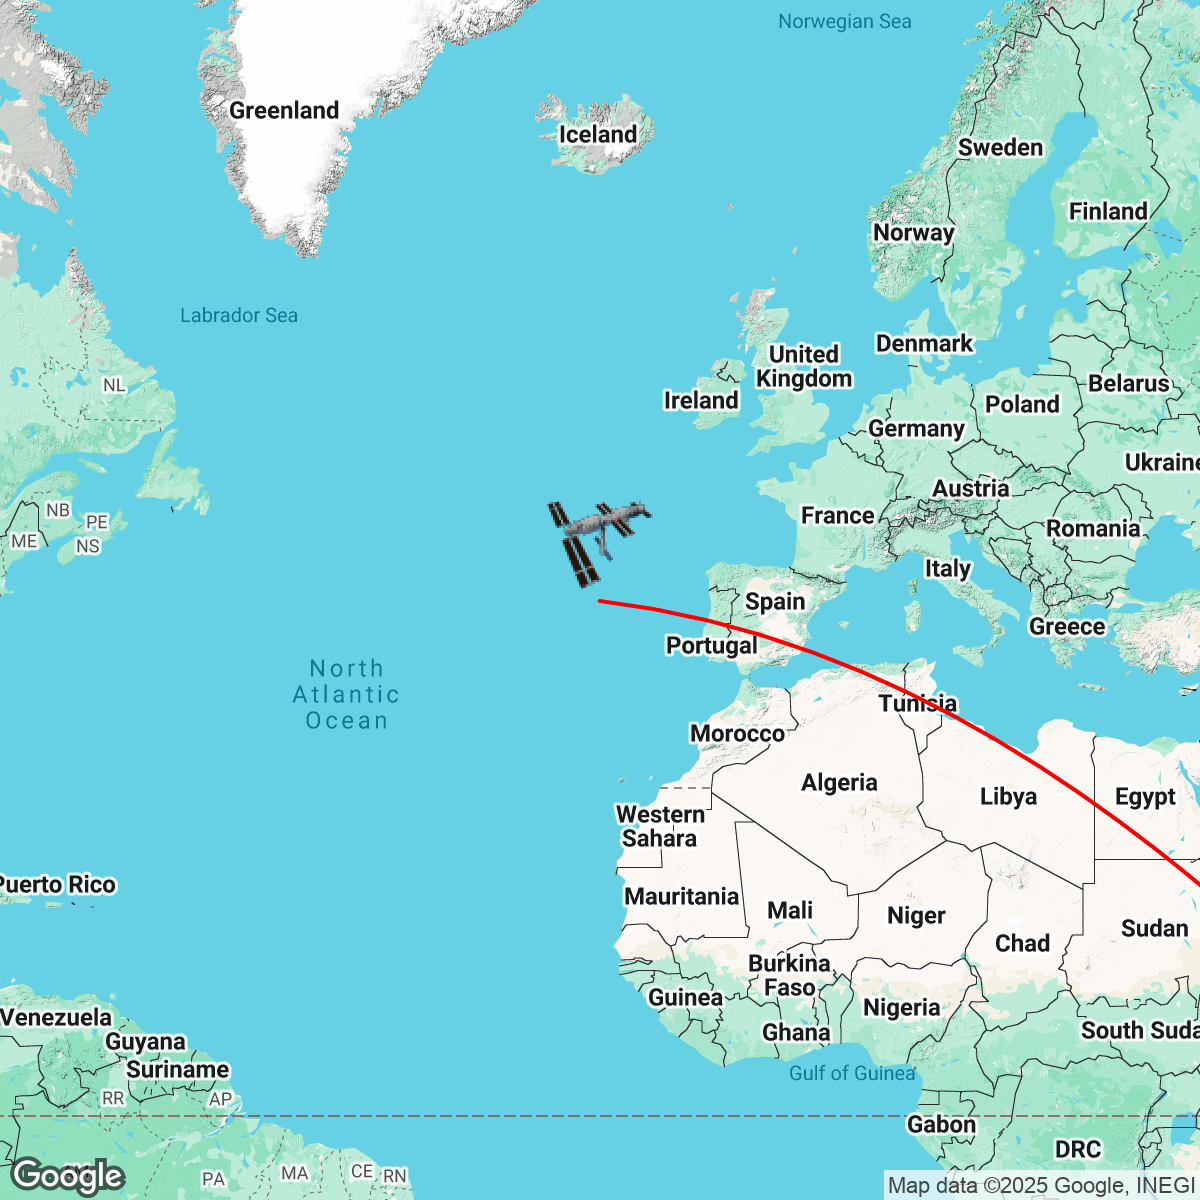 Norwegian Sea
Greenland
Iceland
Sweden
Finland
Norway
Labrador Sea
Denmark
United
Kingdom
NL
Belarus
Ireland
Poland
Germany
Ukraine
Austria
NB
PE
France
Romania
ME
NS
Italy
Spain
Greece
Portugal
North
Atlantic
Ocean
Tunisia
Morocco
Algeria
Libya
Egypt
Western
Sahara
Puerto Rico
Mauritania
Mali
Niger
Sudan
Chad
Burkina
Faso
Guinea
Nigeria
Venezuela
Ghana
South Suda
Guyana
Suriname
Gulf of Guinea
RR
AP
Gabon
DRC
Google
PA
MA
CE
RN
Map data ©2025 Google, INEGI